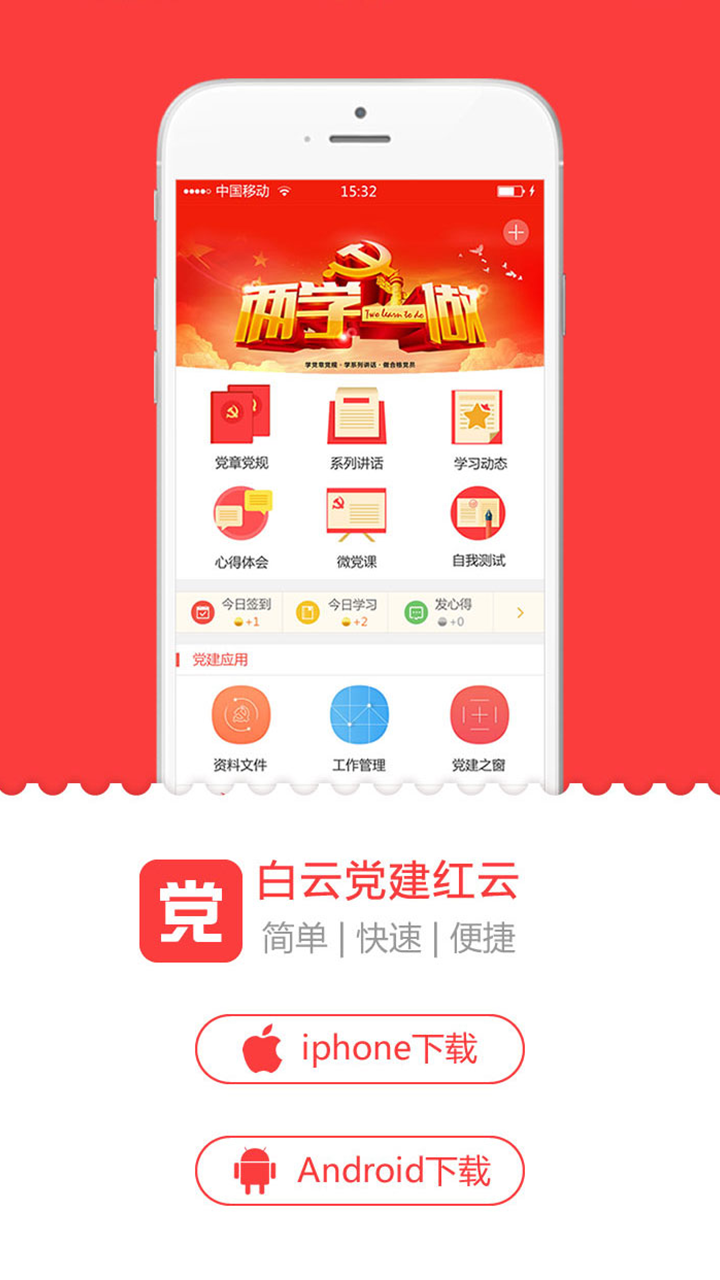 中国移动
15:32
两学一做
Two learn to do
学党章党规·学系列讲话·做合格党员
党章党规
系列讲话
学习动态
心得体会
微党课
自我测试
今日签到
+1
今日学习
+2
发心得
+0
党建应用
资料文件
工作管理
党建之窗
党
白云党建红云
简单 | 快速 | 便捷
iphone下载
Android下载